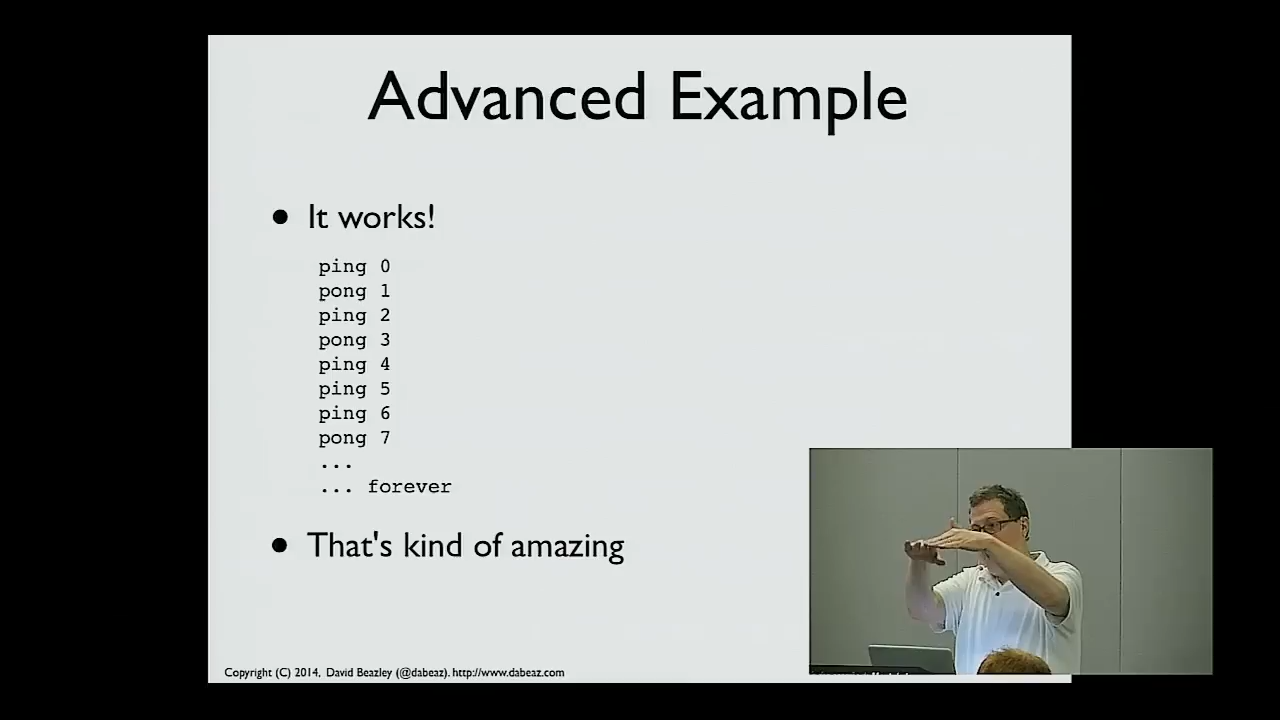 Advanced Example
• It works!
ping 0
pong 1
ping 2
pong 3
ping 4
ping 5
ping 6
pong 7
...
... forever
• That's kind of amazing
Copyright (C) 2014, David Beazley (@dabeaz). http://www.dabeaz.com